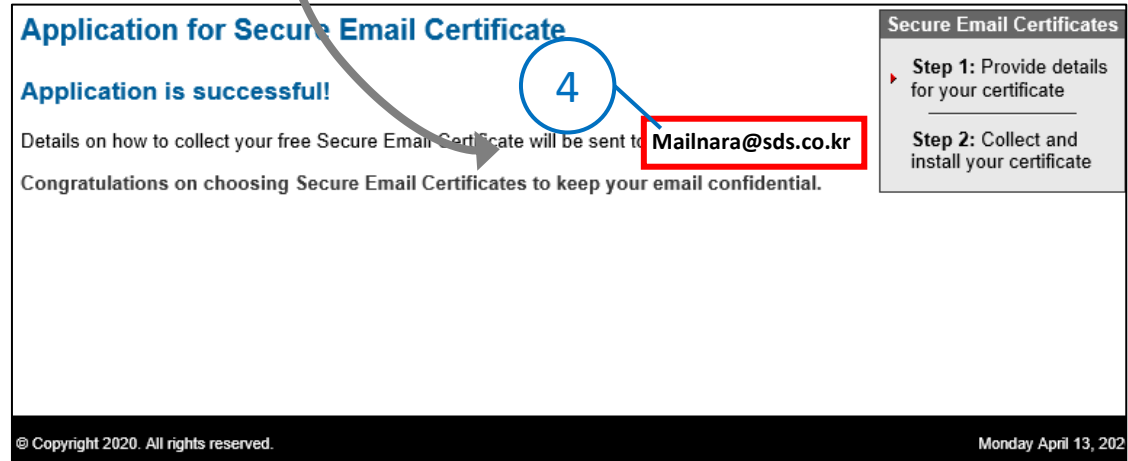 Application for Secure Email Certificate
Application is successful!
4
Details on how to collect your free Secure Email Certificate will be sent to Mailnara@sds.co.kr
Congratulations on choosing Secure Email Certificates to keep your email confidential.
Secure Email Certificates
Step 1: Provide details
for your certificate
Step 2: Collect and
install your certificate
© Copyright 2020. All rights reserved.
Monday April 13, 202